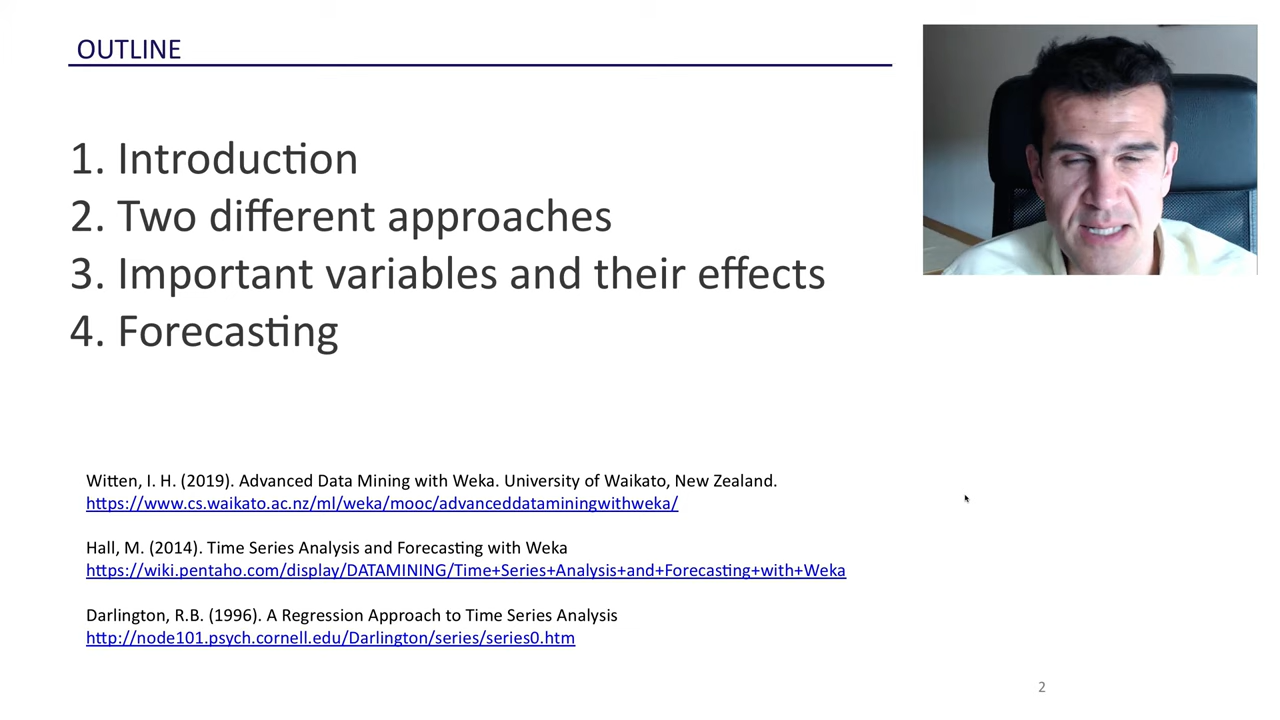 OUTLINE
1. Introduction
2. Two different approaches
3. Important variables and their effects
4. Forecasting
Witten, I. H. (2019). Advanced Data Mining with Weka. University of Waikato, New Zealand.
https://www.cs.waikato.ac.nz/ml/weka/mooc/advanceddataminingwithweka/
Hall, M. (2014). Time Series Analysis and Forecasting with Weka
https://wiki.pentaho.com/display/DATAMINING/Time+Series+Analysis+and+Forecasting+with+Weka
Darlington, R.B. (1996). A Regression Approach to Time Series Analysis
http://node101.psych.cornell.edu/Darlington/series/series0.htm
2